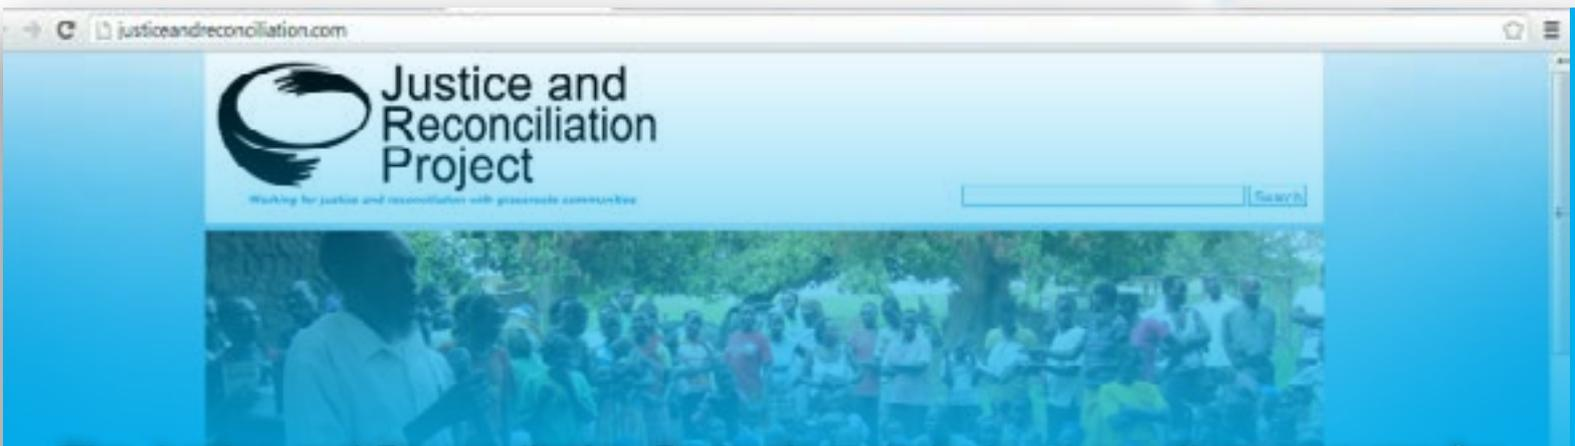 justiceandreconciliation.com
Justice and
Reconciliation
Project
Working for justice and reconciliation with grassroots communities
Search